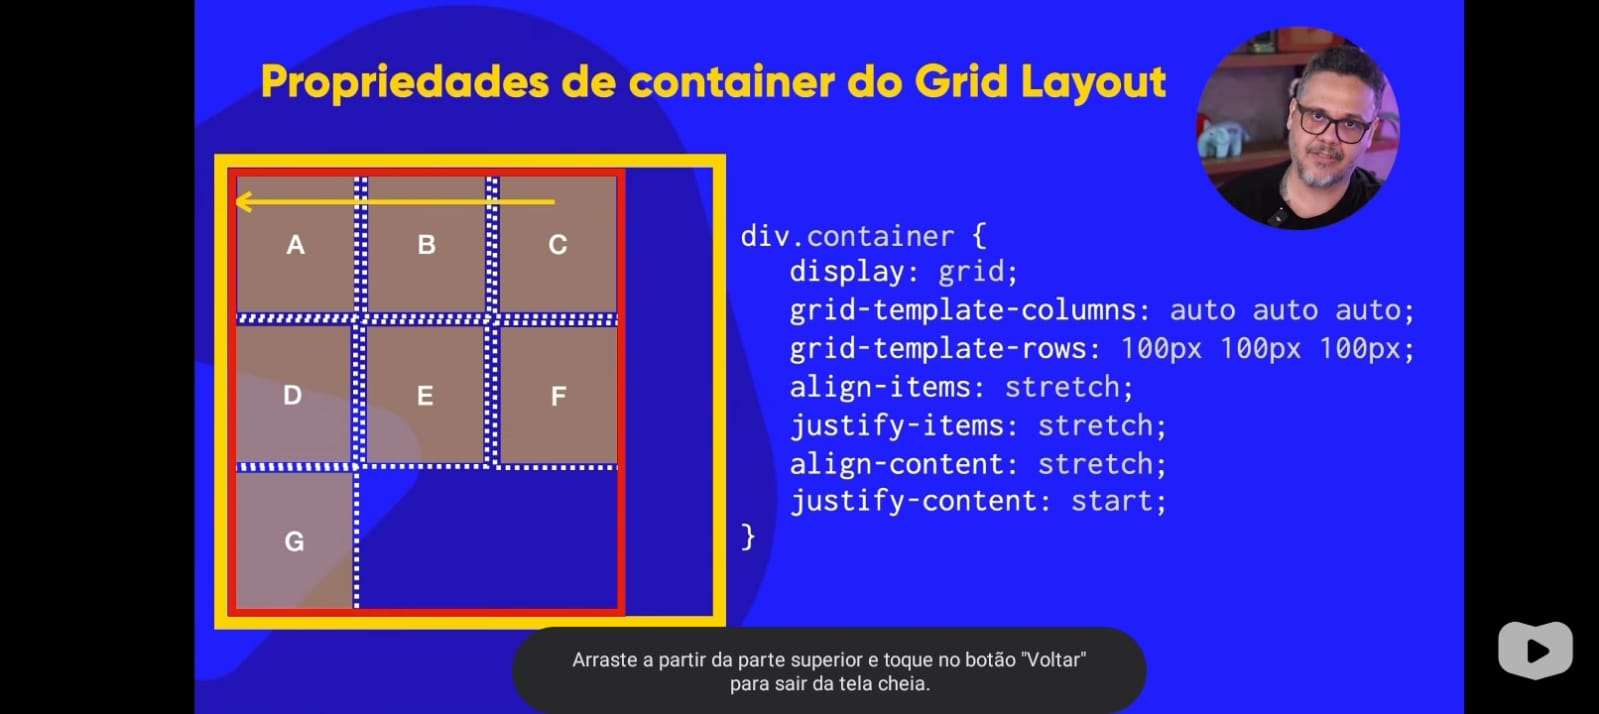 Propriedades de container do Grid Layout
A B C
D E F
G
div.container {
display: grid;
grid-template-columns: auto auto auto;
grid-template-rows: 100px 100px 100px;
align-items: stretch;
justify-items: stretch;
align-content: stretch;
justify-content: start;
}
Arraste a partir da parte superior e toque no botão "Voltar"
para sair da tela cheia.